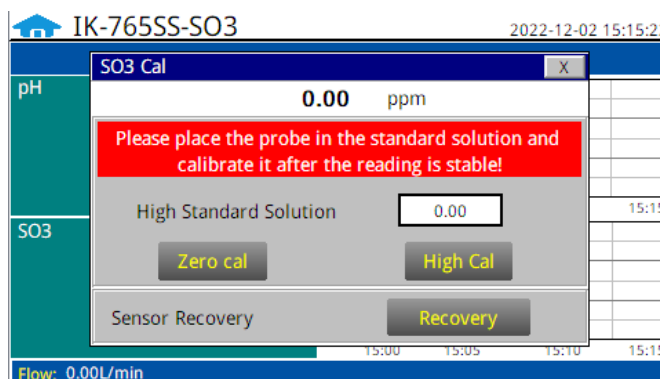 IK-765SS-SO3
2022-12-02 15:15:2
SO3 Cal
X
pH
0.00 ppm
Please place the probe in the standard solution and
calibrate it after the reading is stable!
High Standard Solution 0.00
15:15
SO3
Zero cal High Cal
Sensor Recovery Recovery
15:00 15:05 15:10 15:15
Flow: 0.00L/min